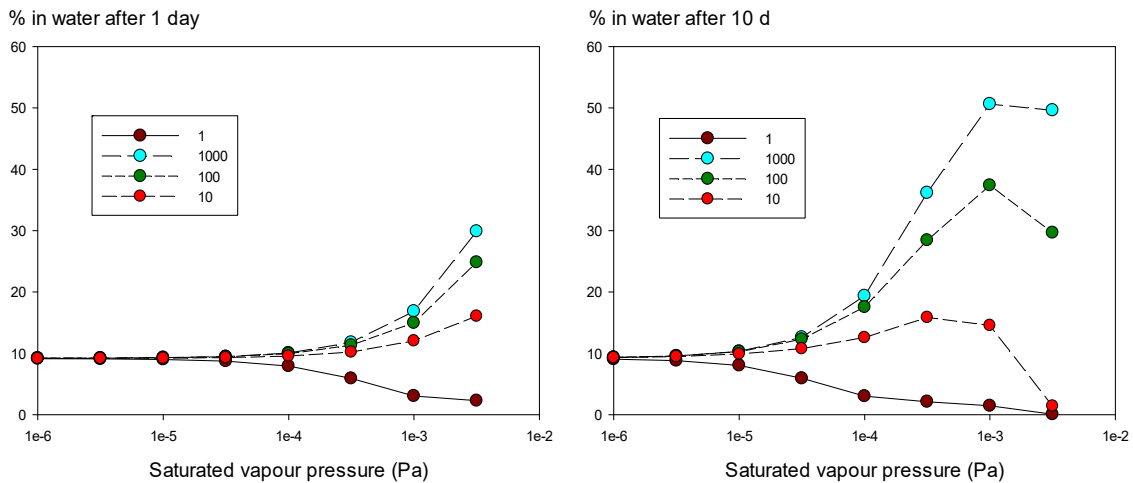 % in water after 1 day
60
50
40
30
20
10
0
1
1000
100
10
1e-6
1e-5
1e-4
1e-3
1e-2
Saturated vapour pressure (Pa)
% in water after 10 d
60
50
40
30
20
10
0
1
1000
100
10
1e-6
1e-5
1e-4
1e-3
1e-2
Saturated vapour pressure (Pa)